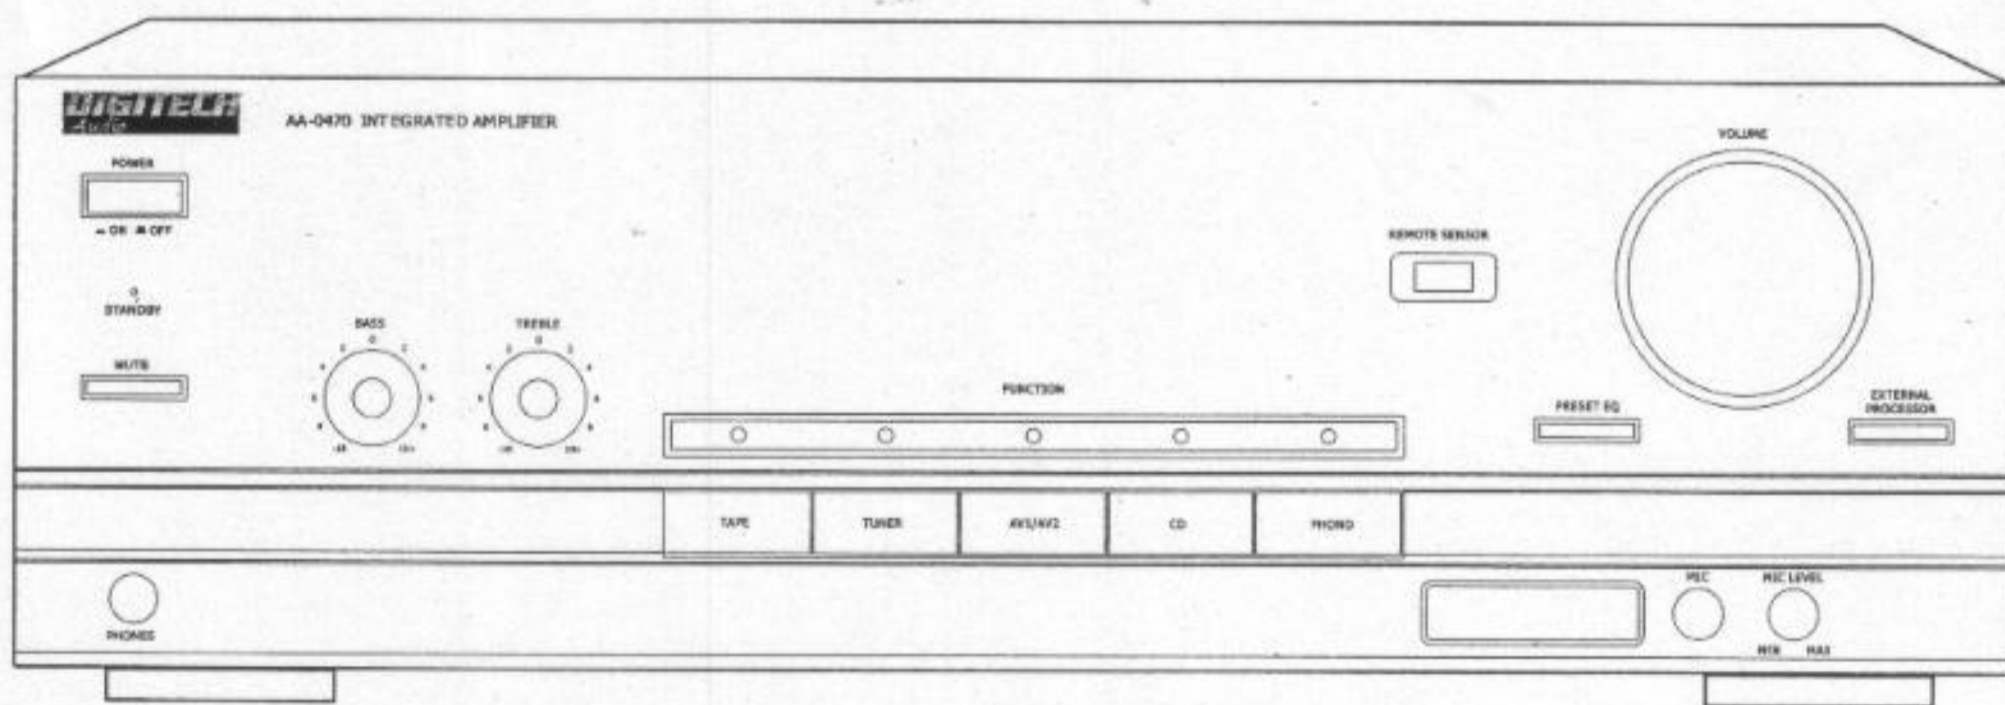 DIGITECH
Audio
AA-0470 INTEGRATED AMPLIFIER
POWER
ON OFF
STANDBY
MUTE
BASS
TREBLE
FUNCTION
REMOTE SENSOR
VOLUME
PRESET EQ
EXTERNAL
PROCESSOR
TAPE
TUNER
AV1/AV2
CD
PHONO
PHONES
MIC
MIC LEVEL
MIN MAX